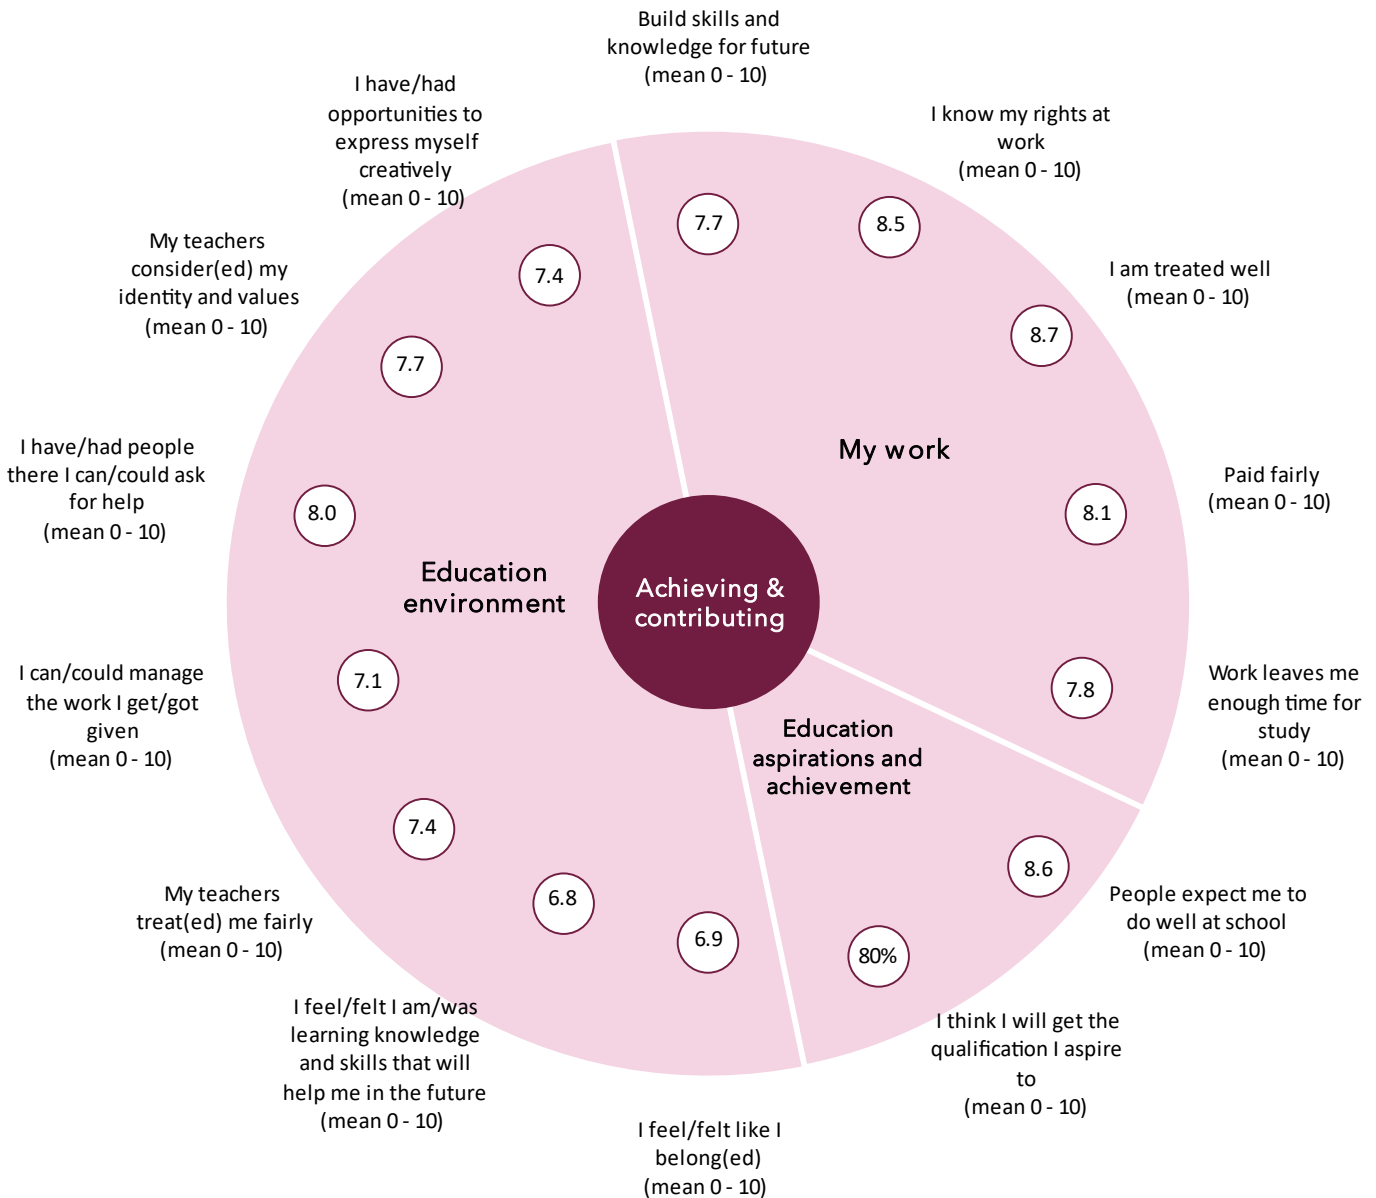 Build skills and
knowledge for future
(mean 0 - 10)
7.7
I know my rights at
work
(mean 0 - 10)
8.5
I am treated well
(mean 0 - 10)
8.7
My work
Paid fairly
(mean 0 - 10)
8.1
Work leaves me
enough time for
study
(mean 0 - 10)
7.8
Achieving &
contributing
Education
aspirations and
achievement
People expect me to
do well at school
(mean 0 - 10)
8.6
I think I will get the
qualification I aspire
to
(mean 0 - 10)
80%
I feel/felt like I
belong(ed)
(mean 0 - 10)
6.9
I feel/felt I am/was
learning knowledge
and skills that will
help me in the future
(mean 0 - 10)
6.8
My teachers
treat(ed) me fairly
(mean 0 - 10)
7.4
I can/could manage
the work I get/got
given
(mean 0 - 10)
7.1
Education
environment
I have/had people
there I can/could ask
for help
(mean 0 - 10)
8.0
My teachers
consider(ed) my
identity and values
(mean 0 - 10)
7.7
I have/had
opportunities to
express myself
creatively
(mean 0 - 10)
7.4